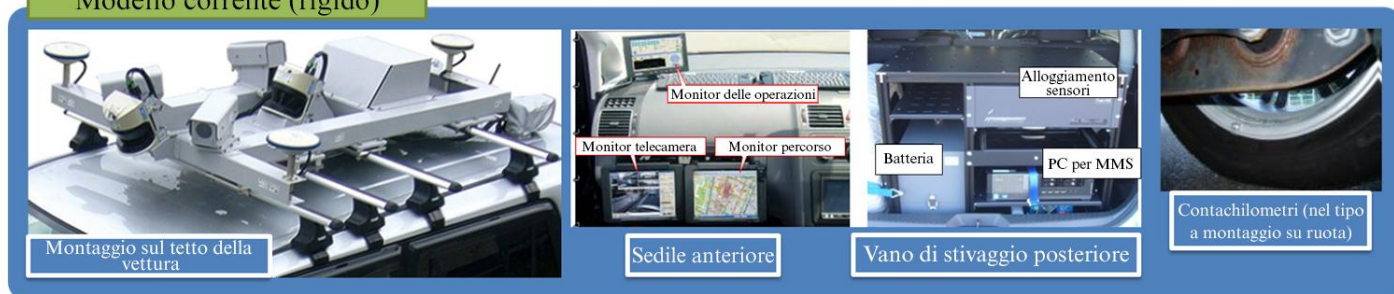 Modello corrente (rigido)
Monitor delle operazioni
Monitor telecamera
Monitor percorso
Alloggiamento
sensori
Batteria
PC per MMS
Montaggio sul tetto della
vettura
Sedile anteriore
Vano di stivaggio posteriore
Contachilometri (nel tipo
a montaggio su ruota)